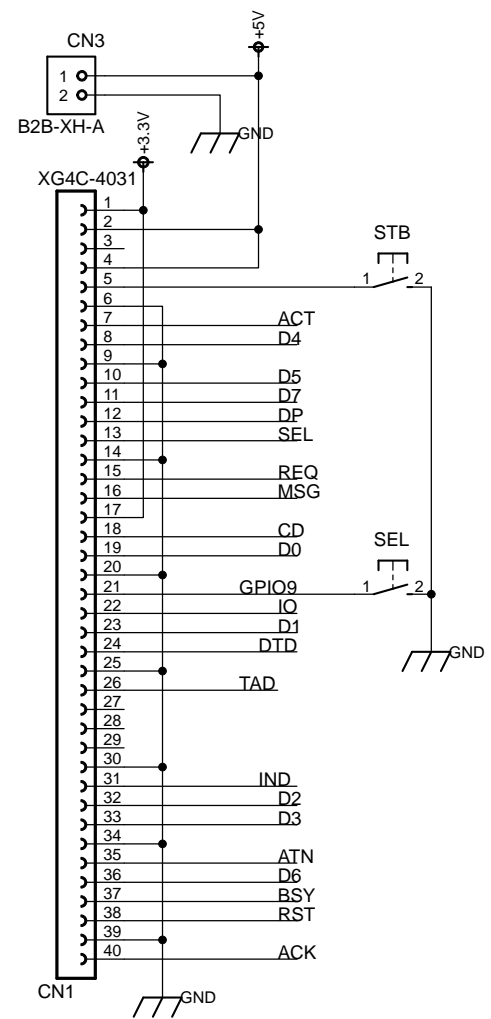 +5V
CN3
1
2
B2B-XH-A
GND
+3.3V
XG4C-4031
1
2
3
4
5
6
7 ACT
8 D4
9
10 D5
11 D7
12 DP
13 SEL
14
15 REQ
16 MSG
17
18 CD
19 D0
20
21 GPIO9
22 IO
23 D1
24 DTD
25
26 TAD
27
28
29
30
31 IND
32 D2
33 D3
34
35 ATN
36 D6
37 BSY
38 RST
39
40 ACK
CN1
GND
STB
1 2
SEL
1 2
GND